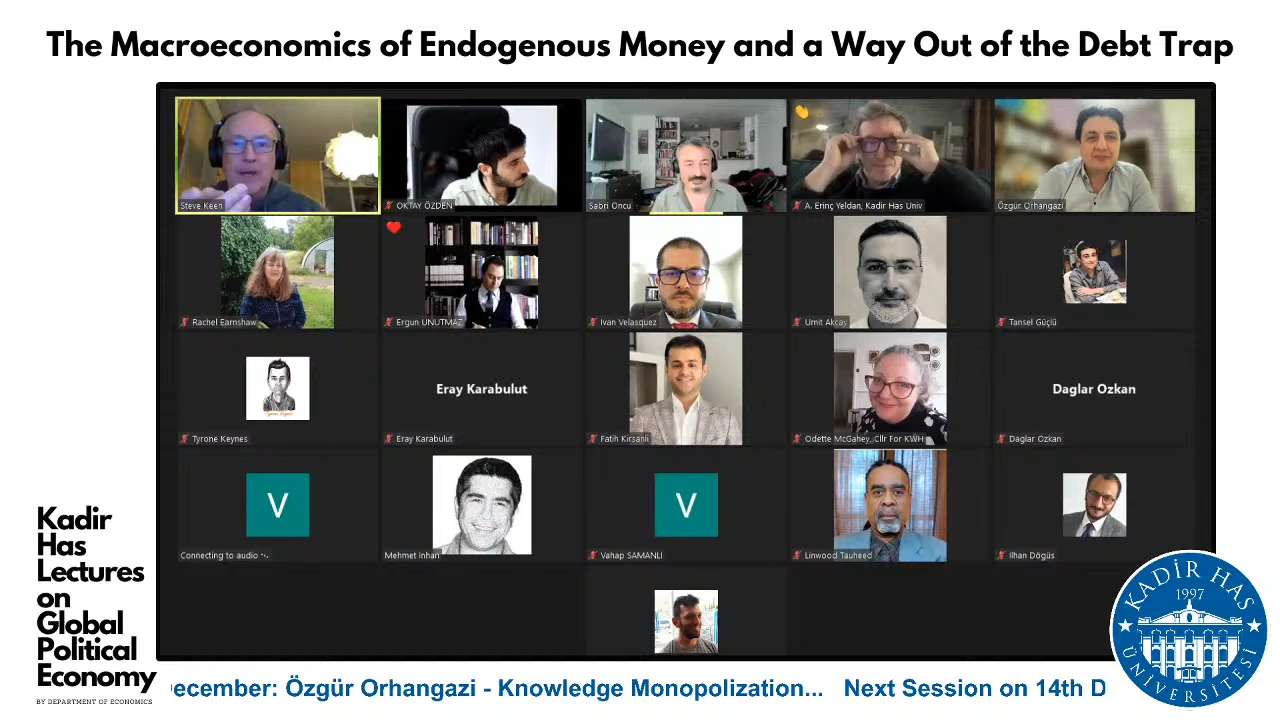 The Macroeconomics of Endogenous Money and a Way Out of the Debt Trap
Steve Keen
OKTAY ÖZDEN
Sabri Oncu
A. Erinç Yeldan, Kadir Has Univ
Özgür Orhangazi
Rachel Earnshaw
Ergun UNUTMAZ
Ivan Velasquez
Umit Akcay
Tansel Güçlü
Tyrone Keynes
Eray Karabulut
Eray Karabulut
Fatih Kırsanlı
Odette McGahey, Cllr For KWH
Daglar Ozkan
Daglar Ozkan
V
Connecting to audio
Mehmet Inhan
V
Vahap SAMANLI
Linwood Tauheed
Ilhan Dögüs
Kadir
Has
Lectures
on
Global
Political
Economy
BY DEPARTMENT OF ECONOMICS
ecember: Özgür Orhangazi - Knowledge Monopolization... Next Session on 14th D
KADİR HAS
1997
ÜNİVERSİTESİ